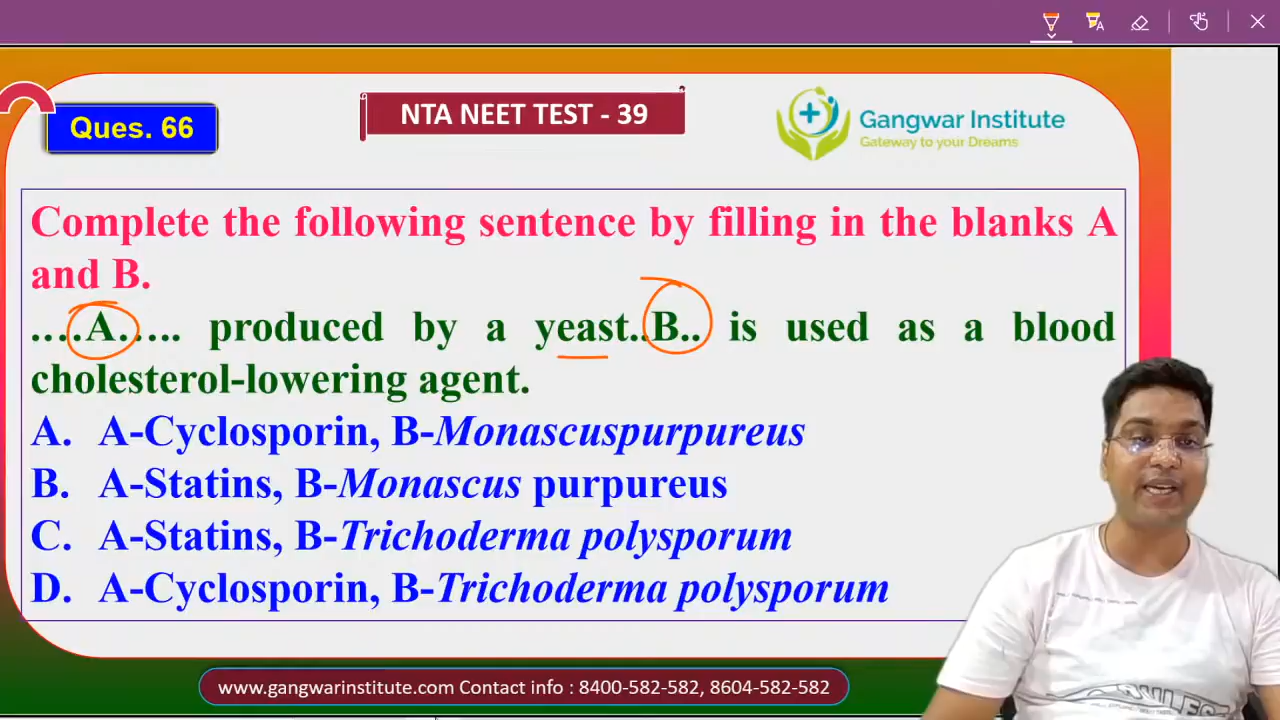 Ques. 66
NTA NEET TEST - 39
Gangwar Institute
Gateway to your Dreams
Complete the following sentence by filling in the blanks A
and B.
....A..... produced by a yeast..B.. is used as a blood
cholesterol-lowering agent.
A. A-Cyclosporin, B-Monascuspurpureus
B. A-Statins, B-Monascus purpureus
C. A-Statins, B-Trichoderma polysporum
D. A-Cyclosporin, B-Trichoderma polysporum
www.gangwarinstitute.com Contact info : 8400-582-582, 8604-582-582